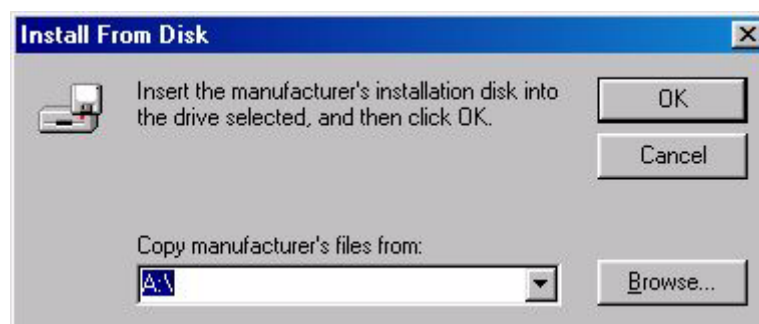 Install From Disk
Insert the manufacturer's installation disk into
the drive selected, and then click OK.
OK
Cancel
Copy manufacturer's files from:
A:\
Browse...